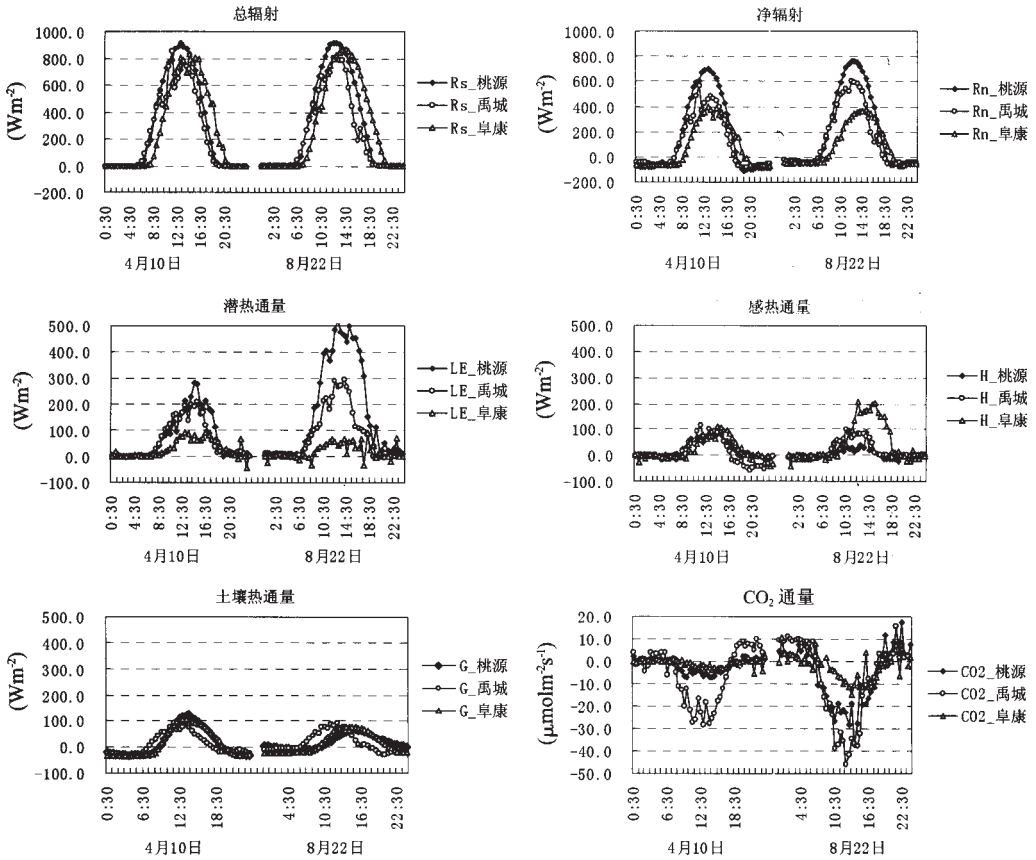 总辐射
(Wm-2)
1000.0
800.0
600.0
400.0
200.0
0.0
-200.0
0:30
4:30
8:30
12:30
16:30
20:30
2:30
6:30
10:30
14:30
18:30
22:30
4月10日
8月22日
Rs_桃源
Rs_禹城
Rs_阜康
净辐射
(Wm-2)
1000.0
800.0
600.0
400.0
200.0
0.0
-200.0
0:30
4:30
8:30
12:30
16:30
20:30
2:30
6:30
10:30
14:30
18:30
22:30
4月10日
8月22日
Rn_桃源
Rn_禹城
Rn_阜康
潜热通量
(Wm-2)
500.0
400.0
300.0
200.0
100.0
0.0
-100.0
0:30
4:30
8:30
12:30
16:30
20:30
2:30
6:30
10:30
14:30
18:30
22:30
4月10日
8月22日
LE_桃源
LE_禹城
LE_阜康
感热通量
(Wm-2)
500.0
400.0
300.0
200.0
100.0
0.0
-100.0
0:30
4:30
8:30
12:30
16:30
20:30
2:30
6:30
10:30
14:30
18:30
22:30
4月10日
8月22日
H_桃源
H_禹城
H_阜康
土壤热通量
(Wm-2)
500.0
400.0
300.0
200.0
100.0
0.0
-100.0
0:30
4:30
8:30
12:30
16:30
20:30
4:30
10:30
16:30
22:30
4月10日
8月22日
G_桃源
G_禹城
G_阜康
CO2 通量
(μmolm-2s-1)
20.0
10.0
0.0
-10.0
-20.0
-30.0
-40.0
-50.0
0:30
6:30
12:30
18:30
4:30
10:30
16:30
22:30
4月10日
8月22日
CO2_桃源
CO2_禹城
CO2_阜康